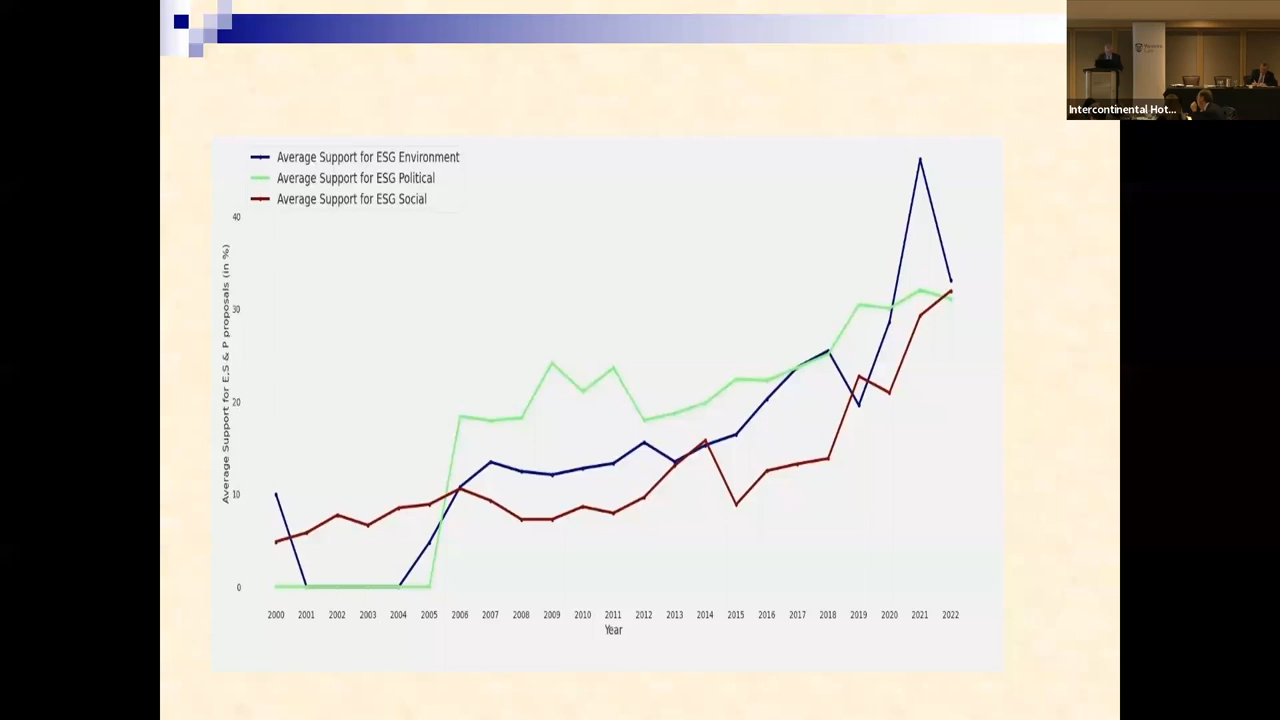 Intercontinental Hot...
Average Support for ESG Environment
Average Support for ESG Political
Average Support for ESG Social
Average Support for E,S & P proposals (in %)
40
30
20
10
0
2000 2001 2002 2003 2004 2005 2006 2007 2008 2009 2010 2011 2012 2013 2014 2015 2016 2017 2018 2019 2020 2021 2022
Year